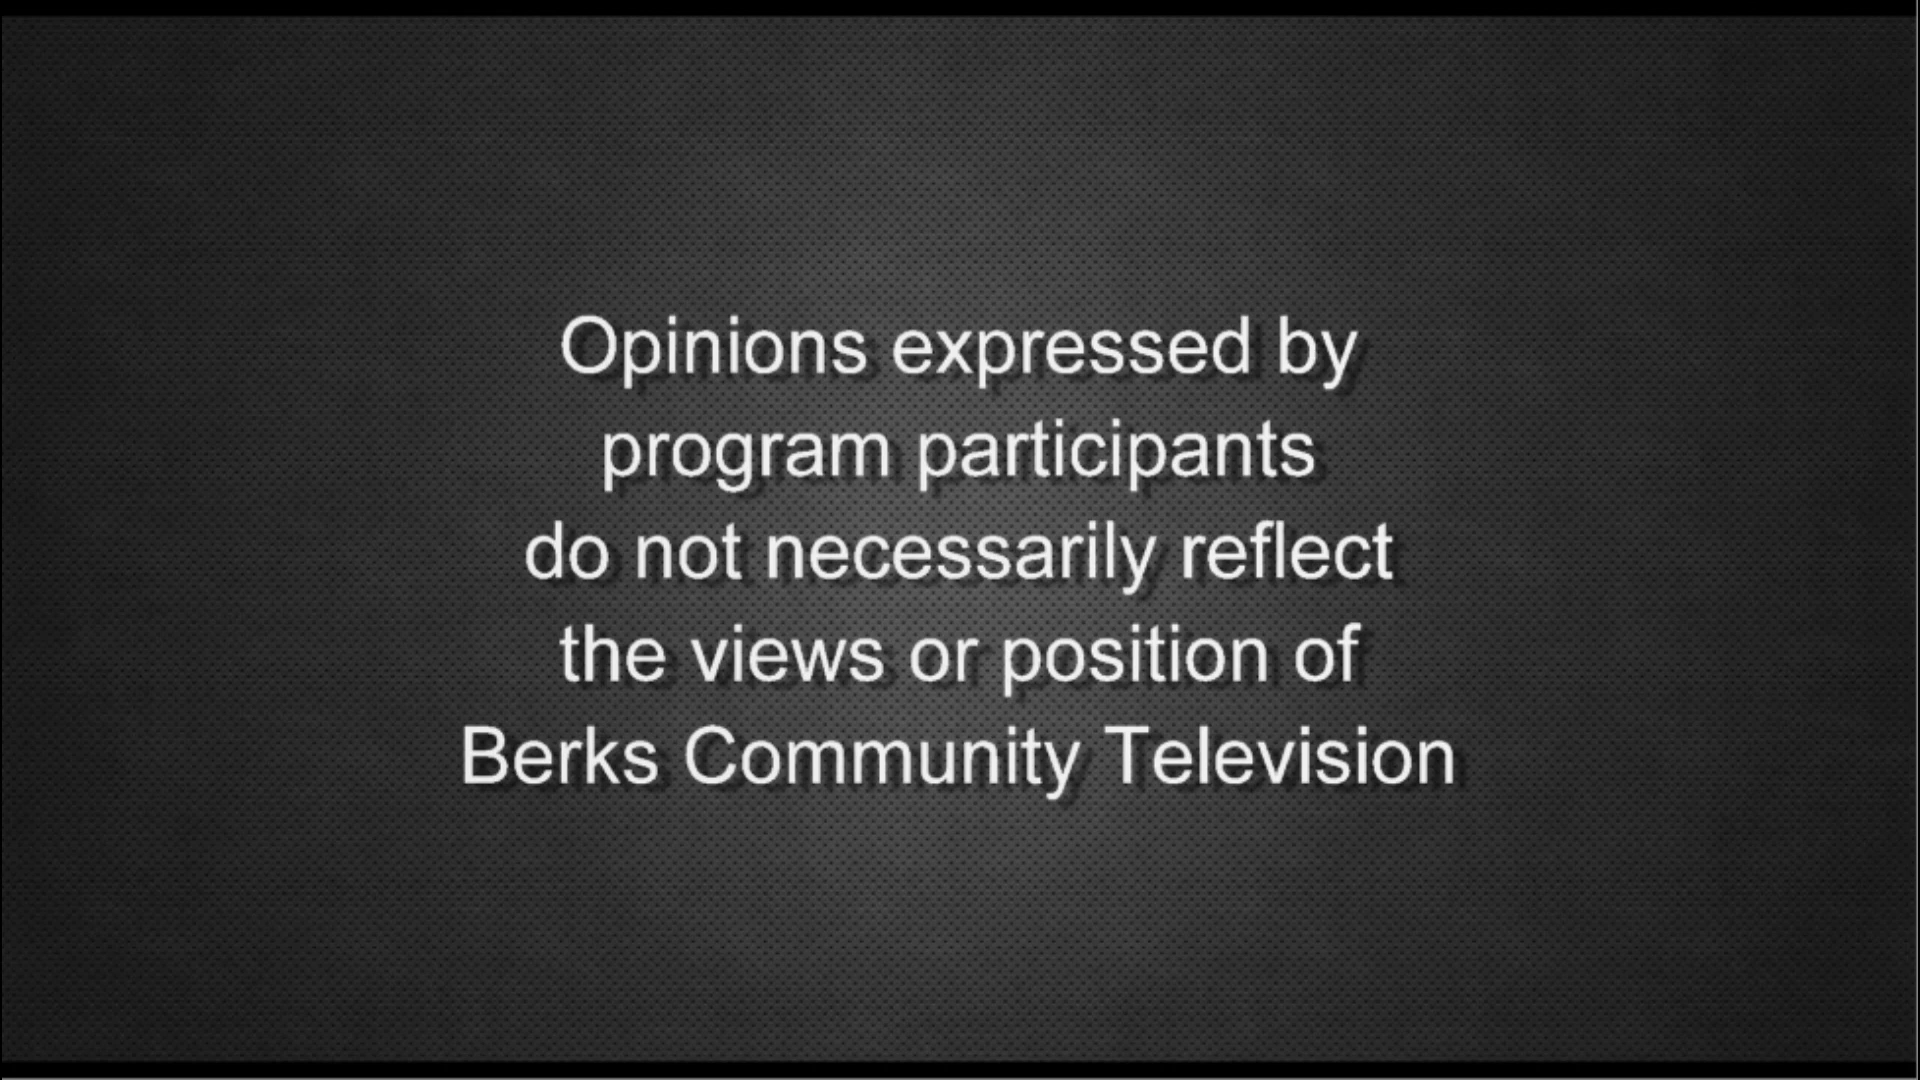 Opinions expressed by
program participants
do not necessarily reflect
the views or position of
Berks Community Television